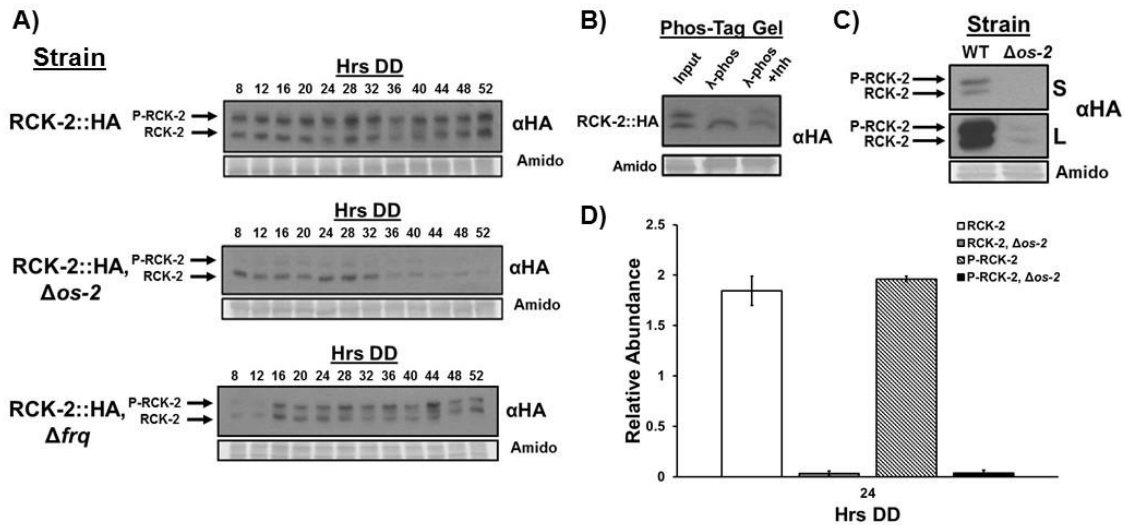 A)
Strain
Hrs DD
8 12 16 20 24 28 32 36 40 44 48 52
RCK-2::HA
P-RCK-2
RCK-2
αHA
Amido
Hrs DD
8 12 16 20 24 28 32 36 40 44 48 52
RCK-2::HA,
Δos-2
P-RCK-2
RCK-2
αHA
Amido
Hrs DD
8 12 16 20 24 28 32 36 40 44 48 52
RCK-2::HA,
Δfrq
P-RCK-2
RCK-2
αHA
Amido
B)
Phos-Tag Gel
Input
λ-phos
λ-phos
+Inh
RCK-2::HA
αHA
Amido
C)
Strain
WT Δos-2
P-RCK-2
RCK-2
S
αHA
P-RCK-2
RCK-2
L
Amido
D)
Relative Abundance
2.5
2
1.5
1
0.5
0
RCK-2
RCK-2, Δos-2
P-RCK-2
P-RCK-2, Δos-2
24
Hrs DD